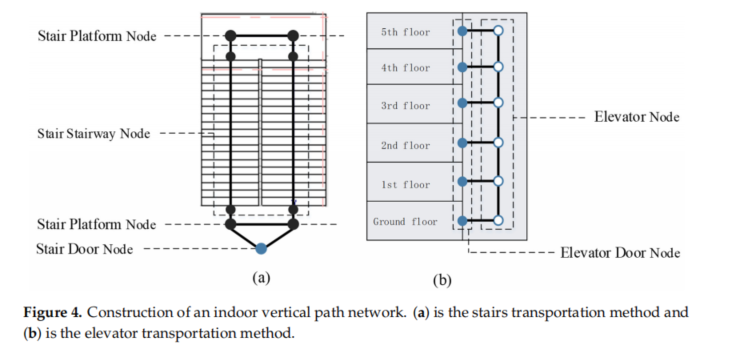 Stair Platform Node
Stair Stairway Node
Stair Platform Node
Stair Door Node
(a)
5th floor
4th floor
3rd floor
2nd floor
1st floor
Ground floor
Elevator Node
Elevator Door Node
(b)
Figure 4. Construction of an indoor vertical path network. (a) is the stairs transportation method and
(b) is the elevator transportation method.